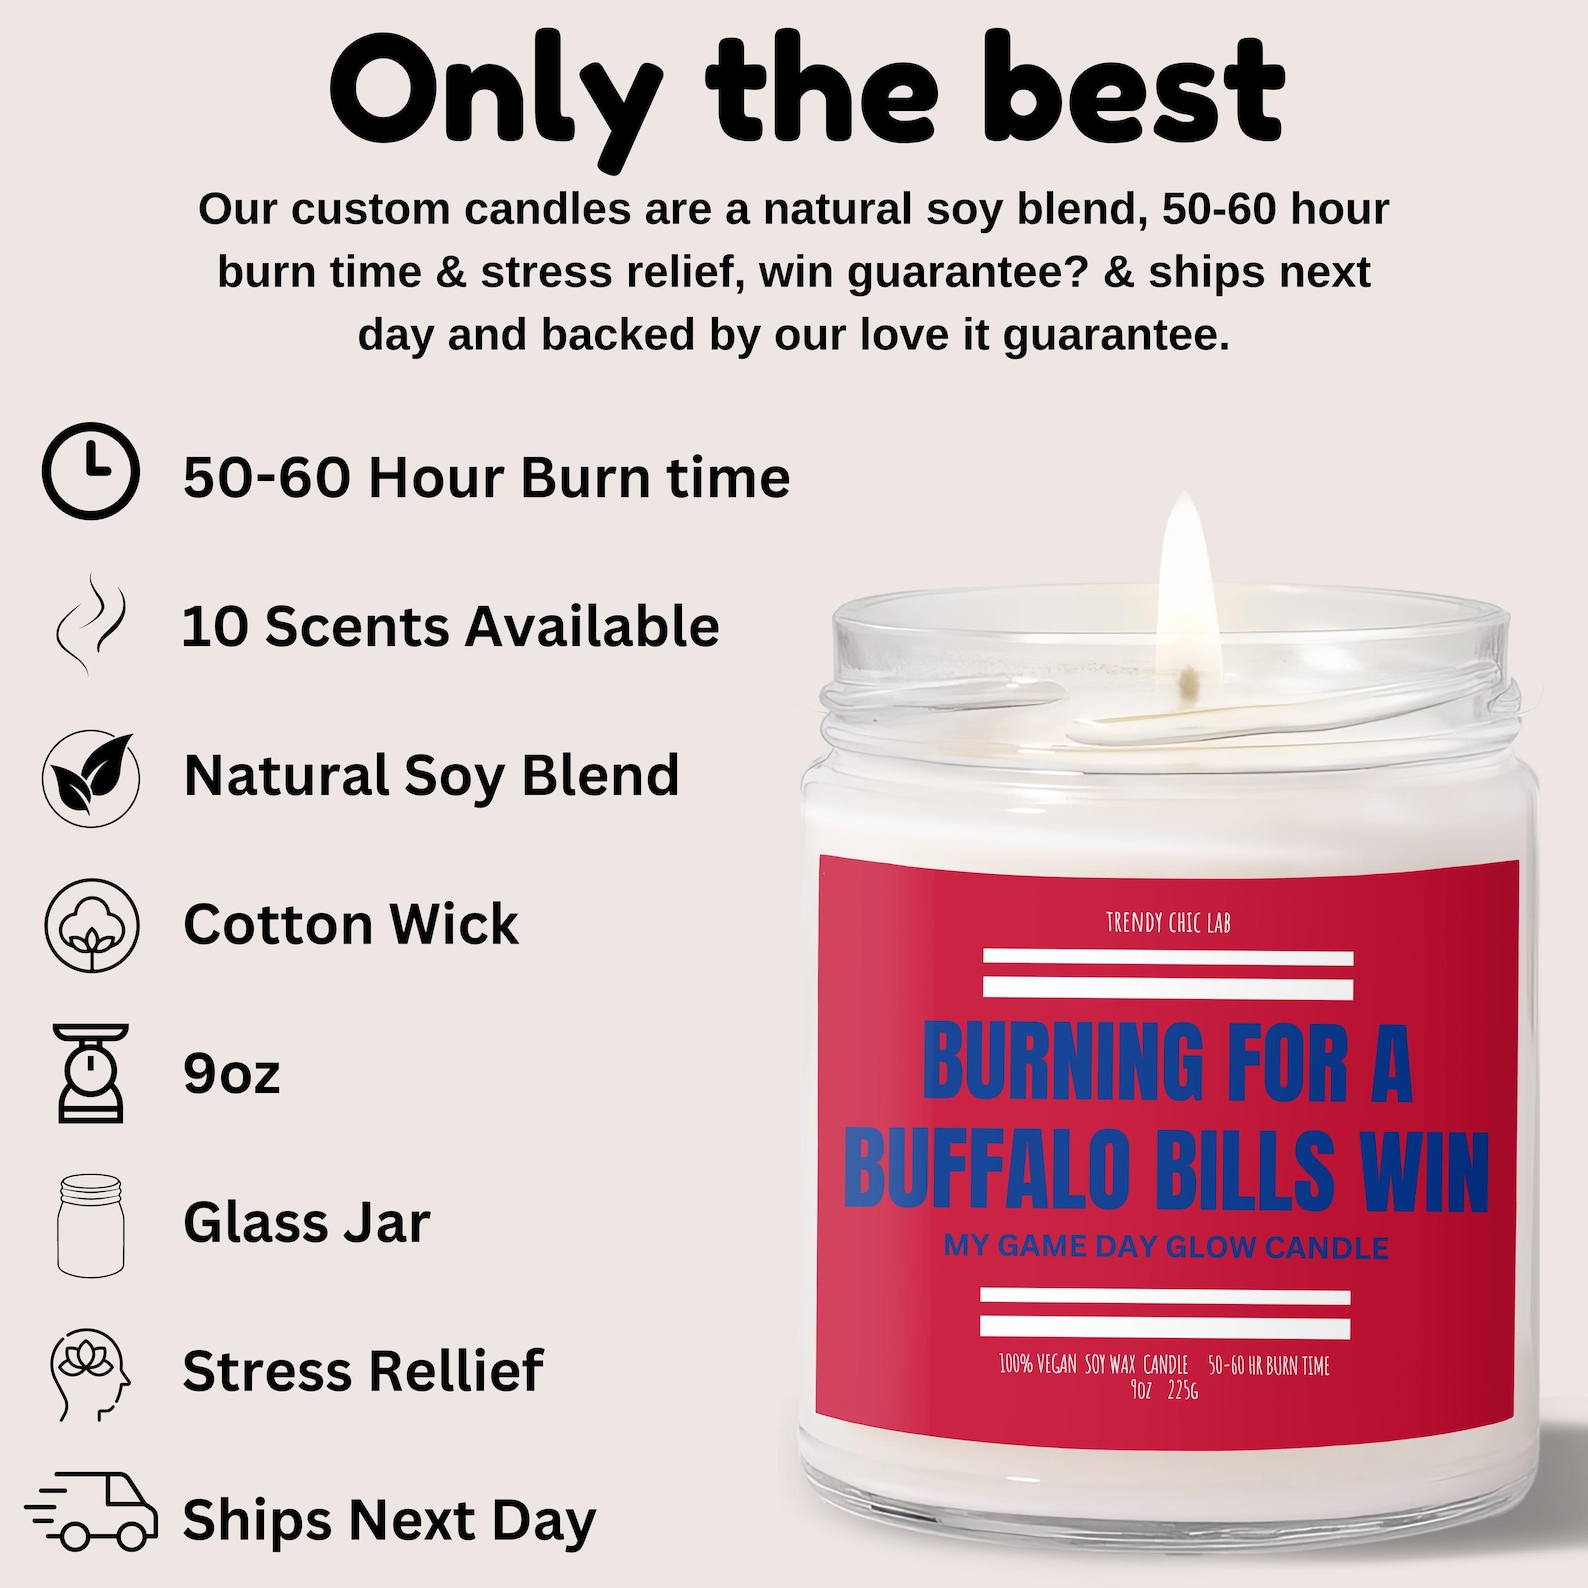 Only the best
Our custom candles are a natural soy blend, 50-60 hour
burn time & stress relief, win guarantee? & ships next
day and backed by our love it guarantee.
50-60 Hour Burn time
10 Scents Available
Natural Soy Blend
Cotton Wick
9oz
Glass Jar
Stress Rellief
Ships Next Day
TRENDY CHIC LAB
BURNING FOR A
BUFFALO BILLS WIN
MY GAME DAY GLOW CANDLE
100% VEGAN SOY WAX CANDLE 50-60 HR BURN TIME
9oz 225g